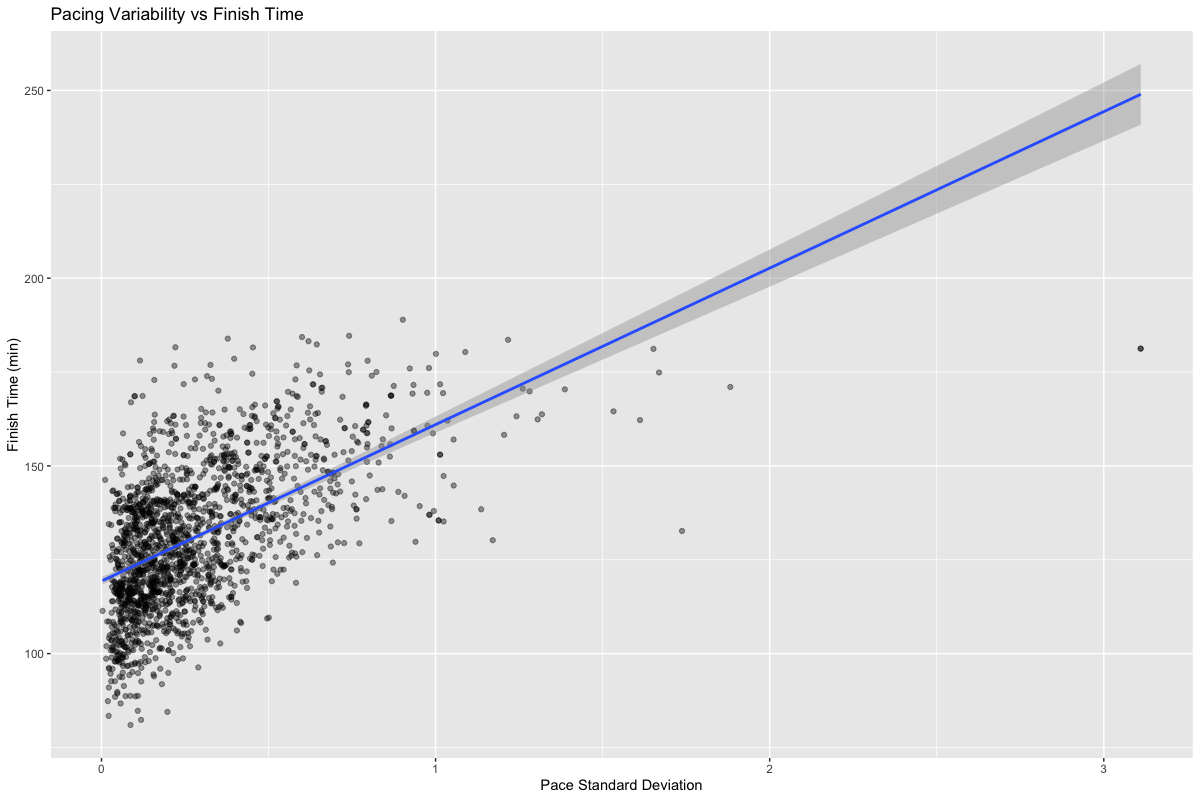 Pacing Variability vs Finish Time
Finish Time (min)
250
200
150
100
0 1 2 3
Pace Standard Deviation